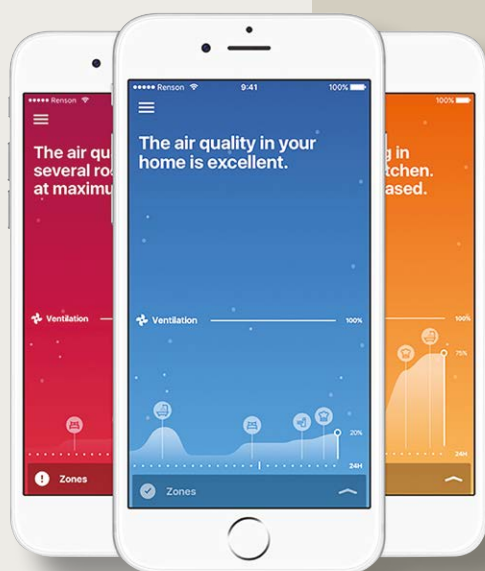 Renson
100%
The air qu
several ro
at maximu
Ventilation
Zones
Renson
9:41
100%
The air quality in your
home is excellent.
Ventilation
100%
20%
24H
Zones
100%
g in
tchen.
ased.
100%
75%
24H